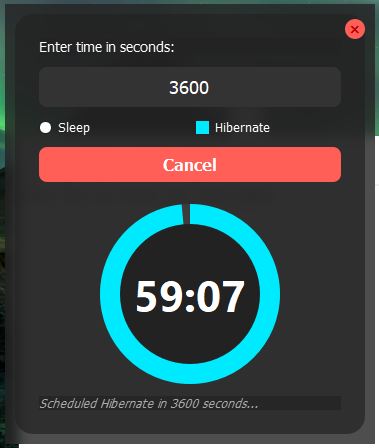 Enter time in seconds:
3600
Sleep
Hibernate
Cancel
59:07
Scheduled Hibernate in 3600 seconds...